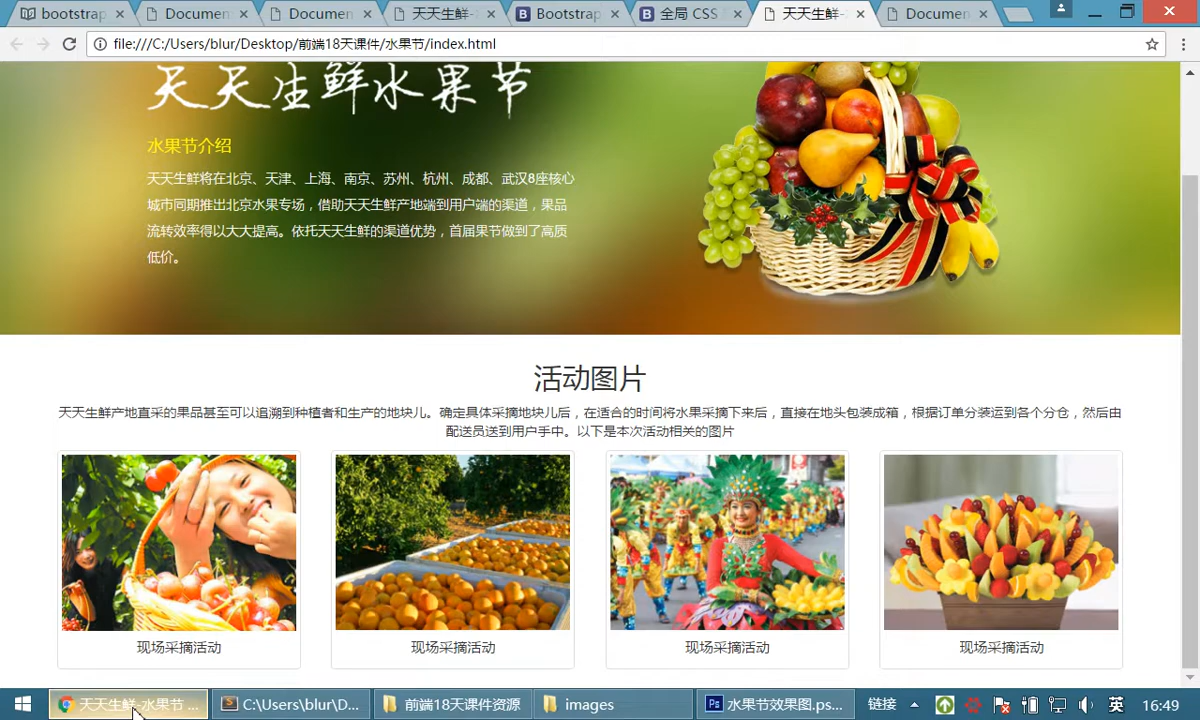 bootstrap
Documen
Documen
天天生鲜-
Bootstrap
全局 CSS
天天生鲜-
Documen
file:///C:/Users/blur/Desktop/前端18天课件/水果节/index.html
天天生鲜水果节
水果节介绍
天天生鲜将在北京、天津、上海、南京、苏州、杭州、成都、武汉8座核心
城市同期推出北京水果专场，借助天天生鲜产地端到用户端的渠道，果品
流转效率得以大大提高。依托天天生鲜的渠道优势，首届果节做到了高质
低价。
活动图片
天天生鲜产地直采的果品甚至可以追溯到种植者和生产的地块儿。确定具体采摘地块儿后，在适合的时间将水果采摘下来后，直接在地头包装成箱，根据订单分装运到各个分仓，然后由
配送员送到用户手中。以下是本次活动相关的图片
现场采摘活动
现场采摘活动
现场采摘活动
现场采摘活动
天天生鲜-水果节 ...
C:\Users\blur\D...
前端18天课件资源
images
Ps 水果节效果图.ps...
链接
英
16:49